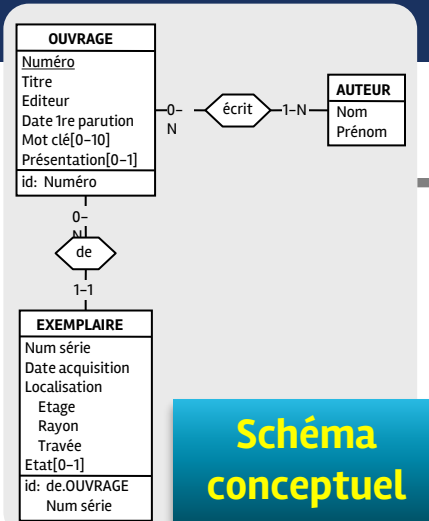 OUVRAGE
Numéro
Titre
Editeur
Date 1re parution
Mot clé[0-10]
Présentation[0-1]
id: Numéro
0-
N
écrit
1-N
AUTEUR
Nom
Prénom
0-
N
de
1-1
EXEMPLAIRE
Num série
Date acquisition
Localisation
Etage
Rayon
Travée
Etat[0-1]
id: de.OUVRAGE
Num série
Schéma
conceptuel